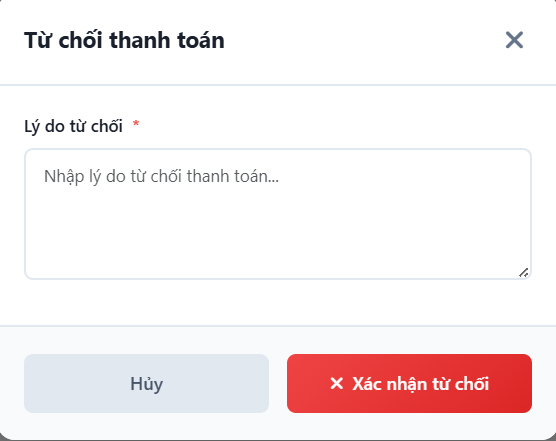 Từ chối thanh toán
Lý do từ chối *
Nhập lý do từ chối thanh toán...
Hủy
✕ Xác nhận từ chối